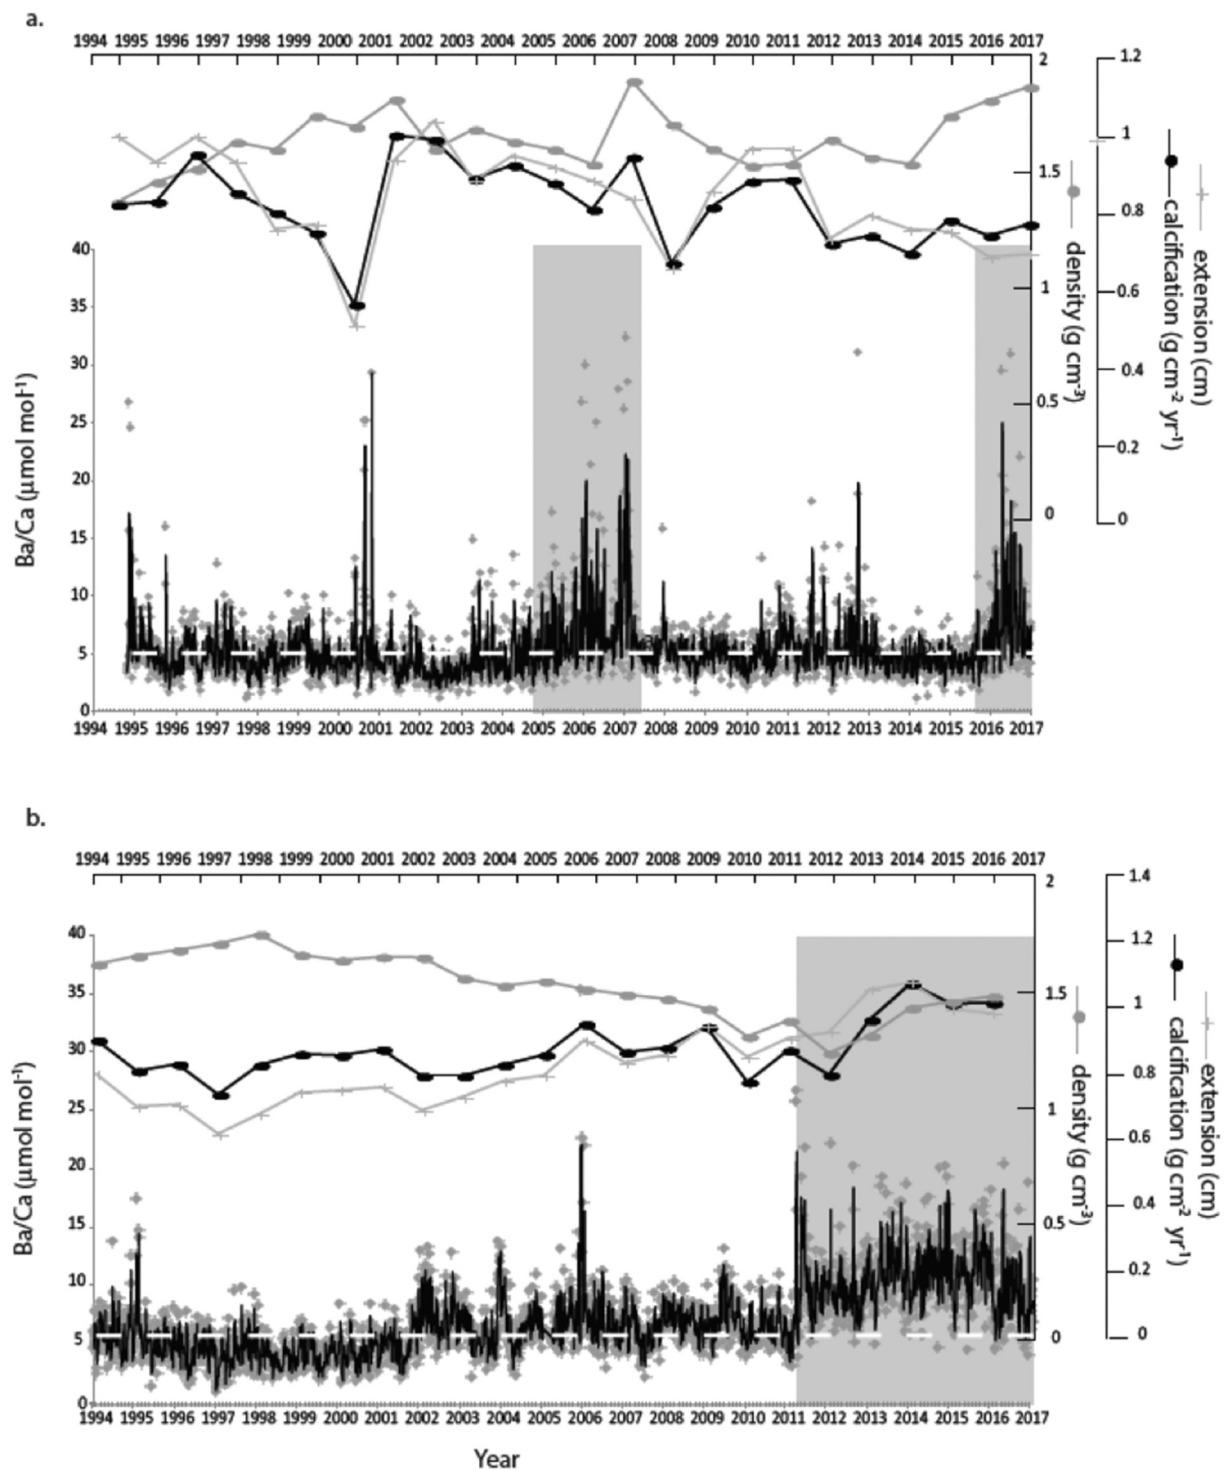 a.
1994 1995 1996 1997 1998 1999 2000 2001 2002 2003 2004 2005 2006 2007 2008 2010 2011 2012 2013 2014 2015 2016 2017
2 1.2
1
1.5
0.8
40
35
1 0.6
30
0.4
25
0.5
0.2
20
0 0
15
10
5
0
Ba/Ca (μmol mol⁻¹)
density (g cm⁻³)
calcification (g cm⁻² yr⁻¹)
extension (cm)
1994 1995 1996 1997 1998 1999 2000 2001 2002 2003 2004 2005 2006 2007 2008 2009 2010 2011 2012 2013 2014 2015 2016 2017
b.
1994 1995 1996 1997 1998 1999 2000 2001 2002 2003 2004 2005 2006 2007 2008 2010 2011 2012 2013 2014 2015 2016 2017
2 1.4
40
1.2
35
1.5 1
30
0.8
25
1
0.6
20
0.4
15
0.5
0.2
10
5
0 0
0
Ba/Ca (μmol mol⁻¹)
density (g cm⁻³)
calcification (g cm⁻² yr⁻¹)
extension (cm)
1994 1995 1996 1997 1998 1999 2000 2001 2002 2003 2004 2005 2006 2007 2008 2009 2010 2011 2012 2013 2014 2015 2016 2017
Year